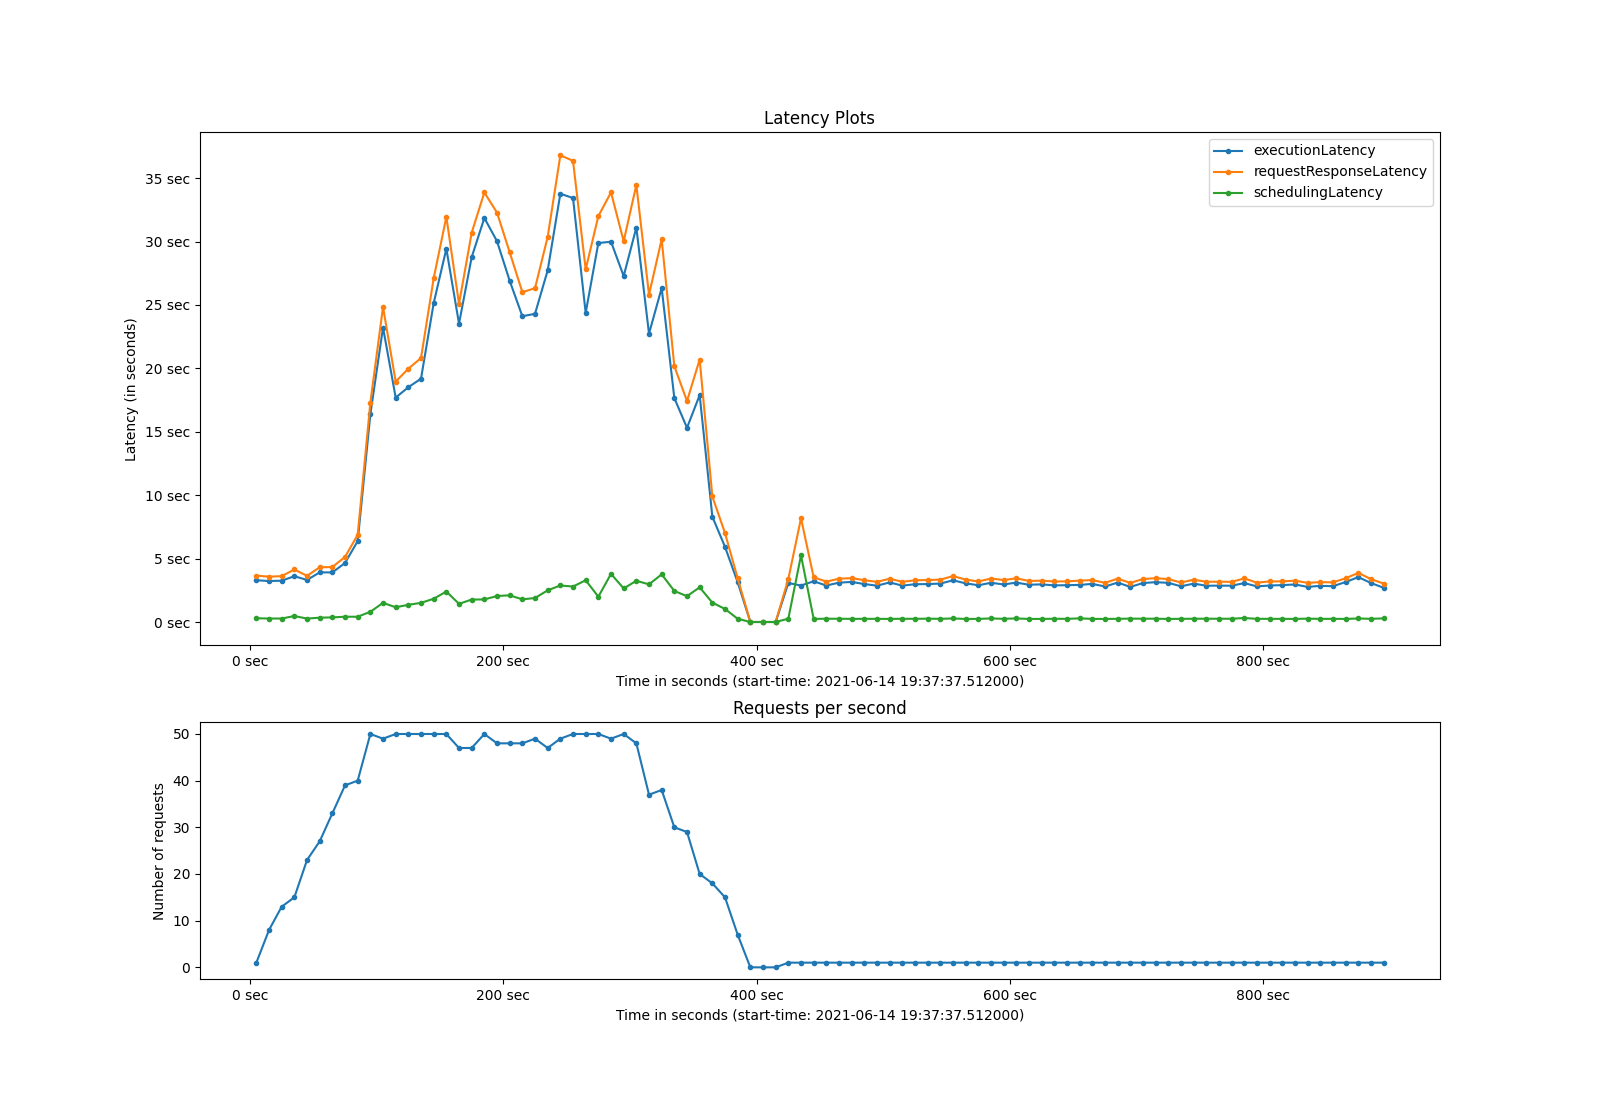 Latency Plots
executionLatency
requestResponseLatency
schedulingLatency
35 sec
30 sec
25 sec
20 sec
15 sec
10 sec
5 sec
0 sec
Latency (in seconds)
0 sec 200 sec 400 sec 600 sec 800 sec
Time in seconds (start-time: 2021-06-14 19:37:37.512000)
Requests per second
50
40
30
20
10
0
Number of requests
0 sec 200 sec 400 sec 600 sec 800 sec
Time in seconds (start-time: 2021-06-14 19:37:37.512000)